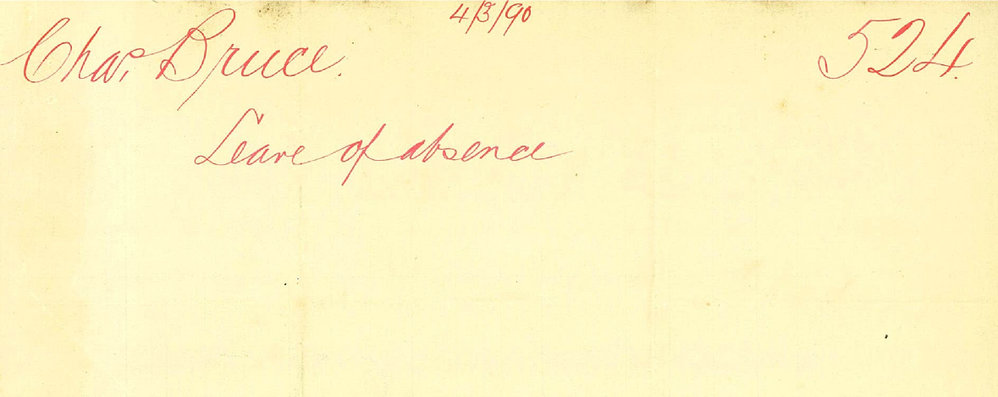 4/3/90
Chas. Bruce. 524.
Leave of absence